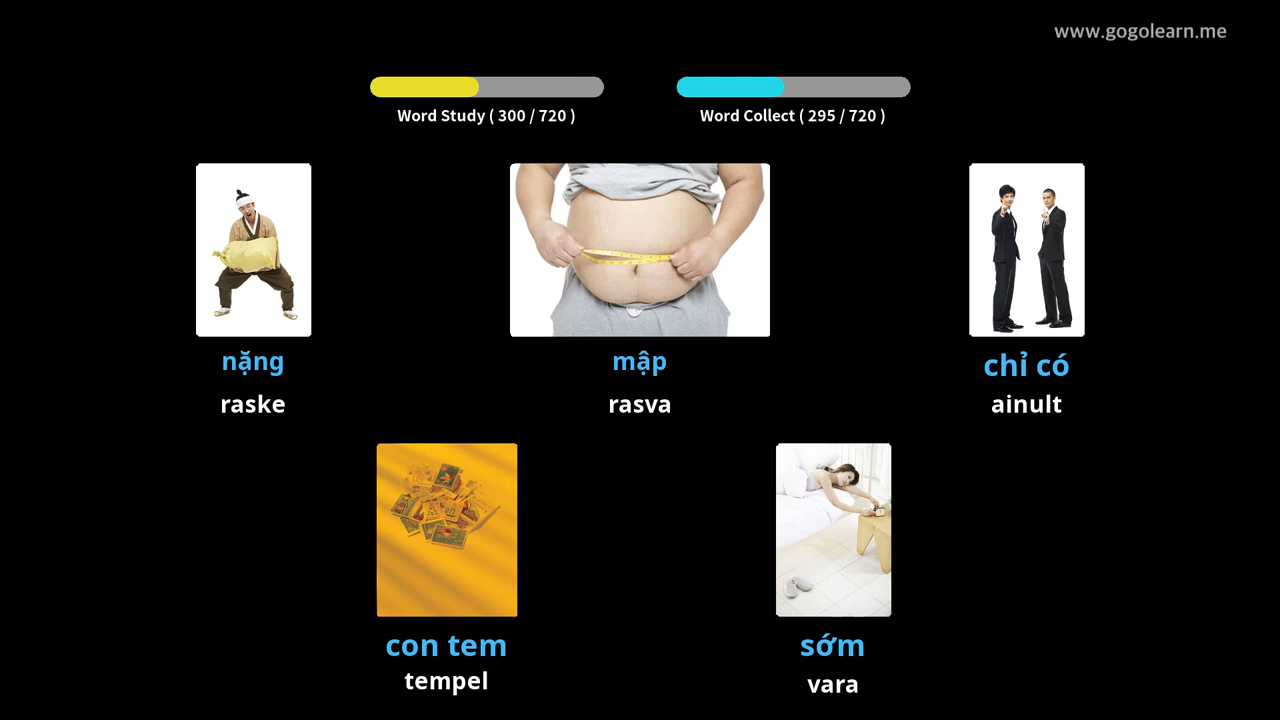 www.gogolearn.me
Word Study ( 300 / 720 )
Word Collect ( 295 / 720 )
nặng
raske
mập
rasva
chỉ có
ainult
con tem
tempel
sớm
vara